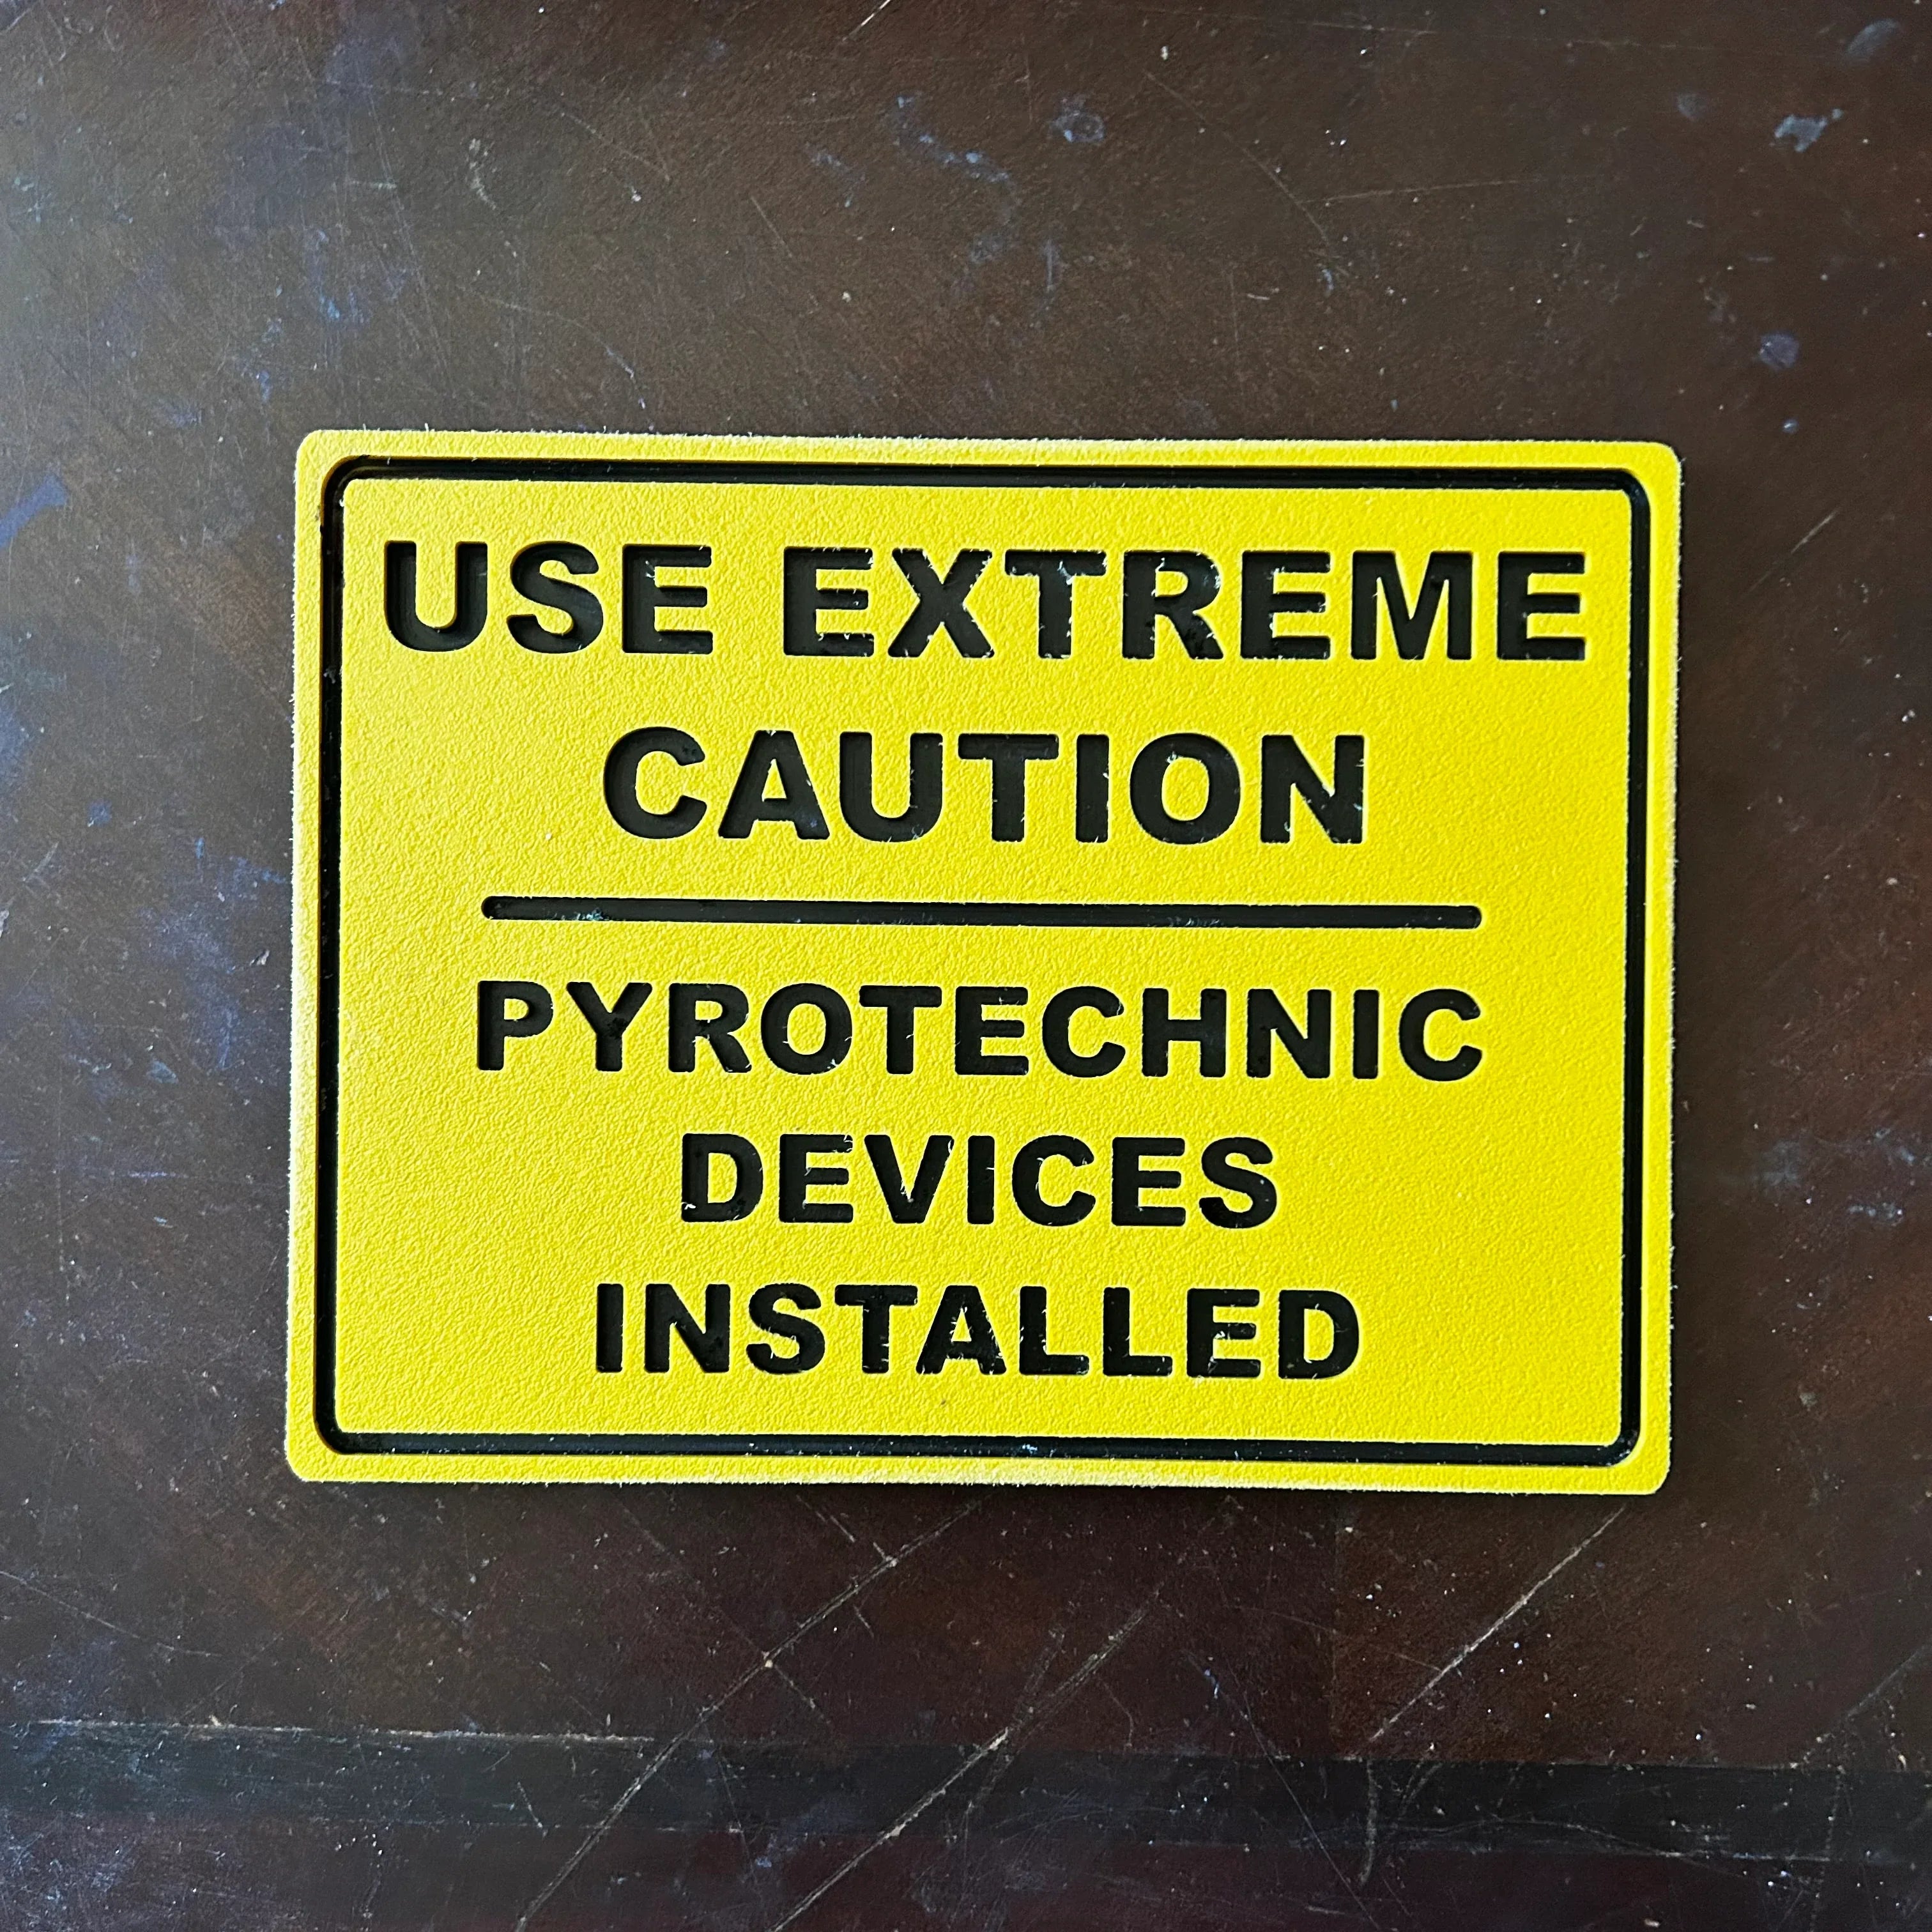 USE EXTREME
CAUTION
PYROTECHNIC
DEVICES
INSTALLED